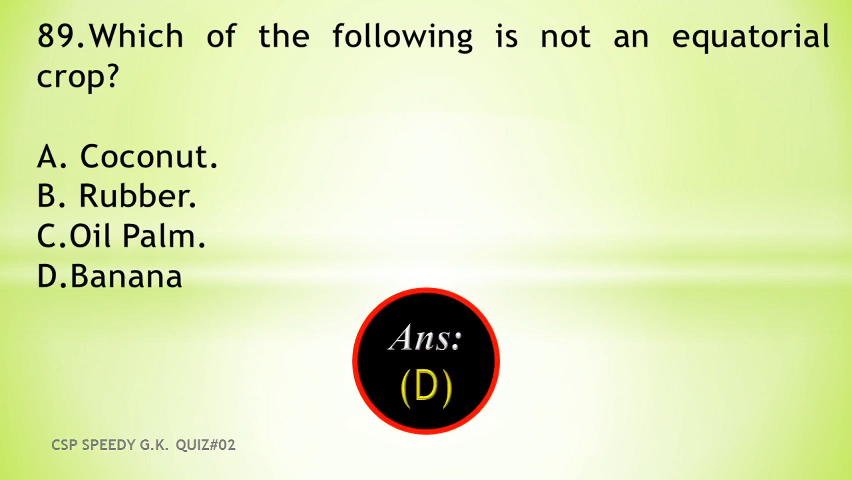 89.Which of the following is not an equatorial
crop?
A. Coconut.
B. Rubber.
C.Oil Palm.
D.Banana
Ans:
(D)
CSP SPEEDY G.K. QUIZ#02